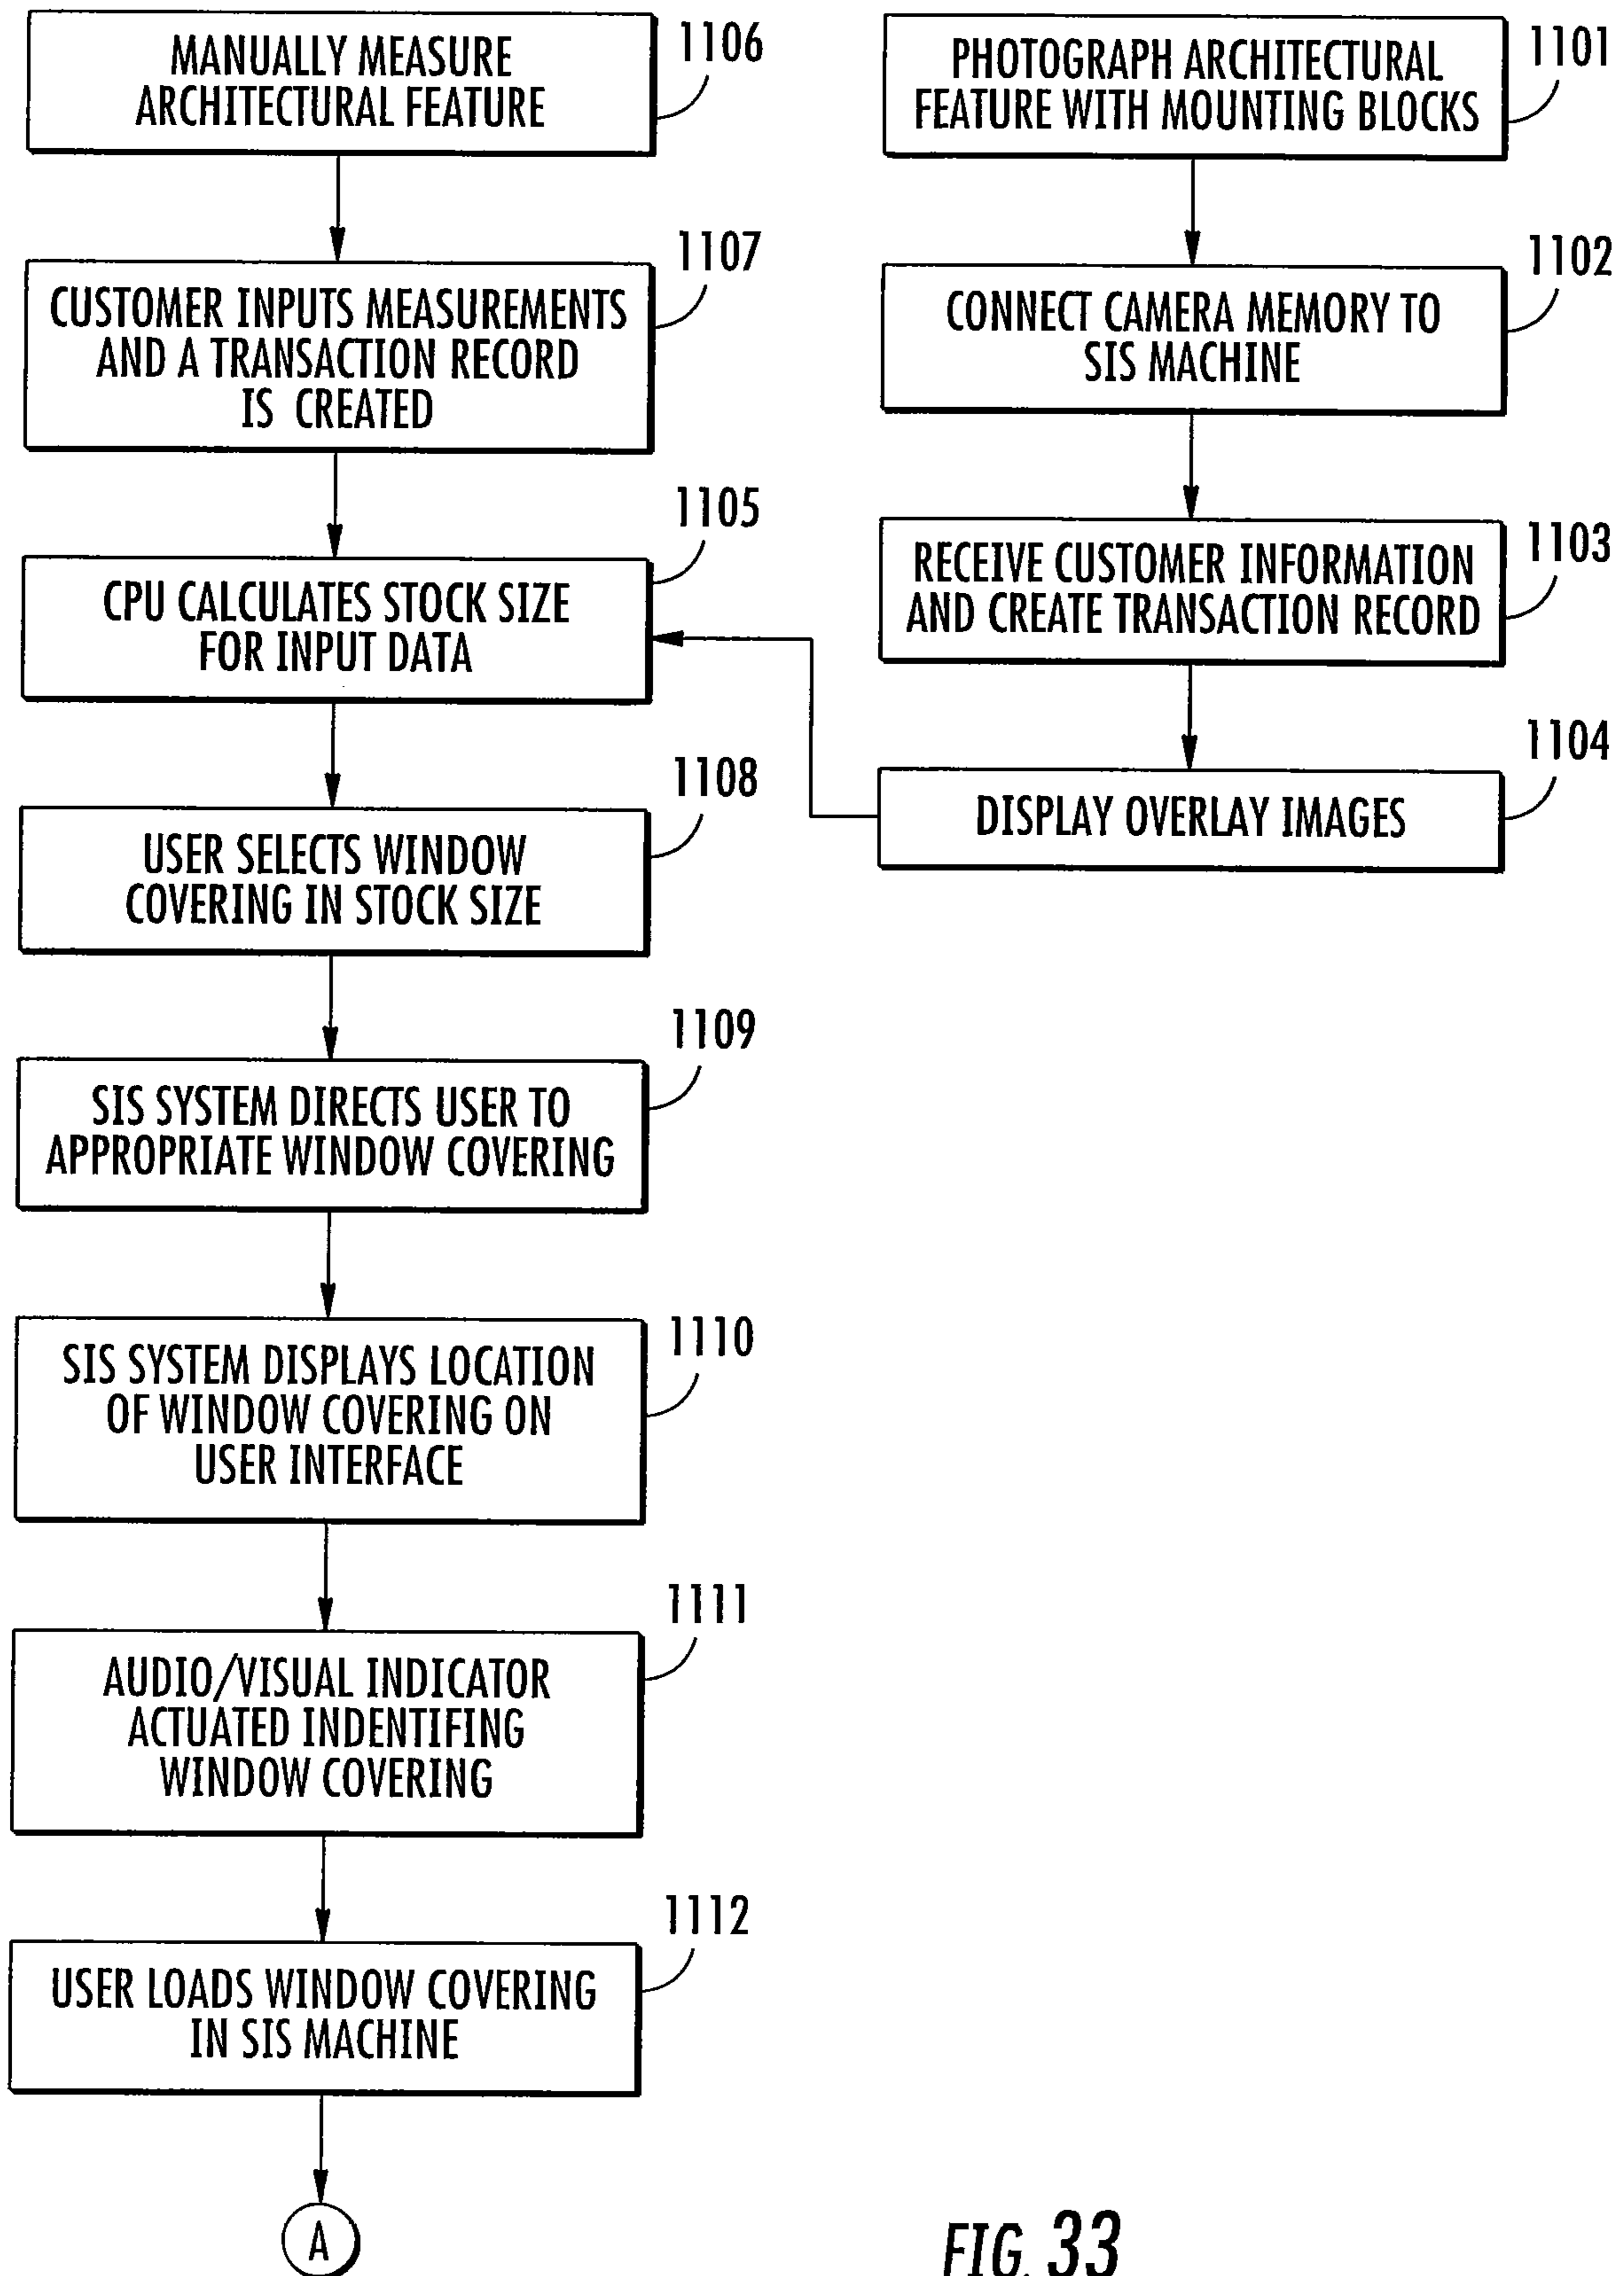 MANUALLY MEASURE
ARCHITECTURAL FEATURE
1106
CUSTOMER INPUTS MEASUREMENTS
AND A TRANSACTION RECORD
IS CREATED
1107
CPU CALCULATES STOCK SIZE
FOR INPUT DATA
1105
USER SELECTS WINDOW
COVERING IN STOCK SIZE
1108
SIS SYSTEM DIRECTS USER TO
APPROPRIATE WINDOW COVERING
1109
SIS SYSTEM DISPLAYS LOCATION
OF WINDOW COVERING ON
USER INTERFACE
1110
AUDIO/VISUAL INDICATOR
ACTUATED INDENTIFING
WINDOW COVERING
1111
USER LOADS WINDOW COVERING
IN SIS MACHINE
1112
A
PHOTOGRAPH ARCHITECTURAL
FEATURE WITH MOUNTING BLOCKS
1101
CONNECT CAMERA MEMORY TO
SIS MACHINE
1102
RECEIVE CUSTOMER INFORMATION
AND CREATE TRANSACTION RECORD
1103
DISPLAY OVERLAY IMAGES
1104
FIG. 33